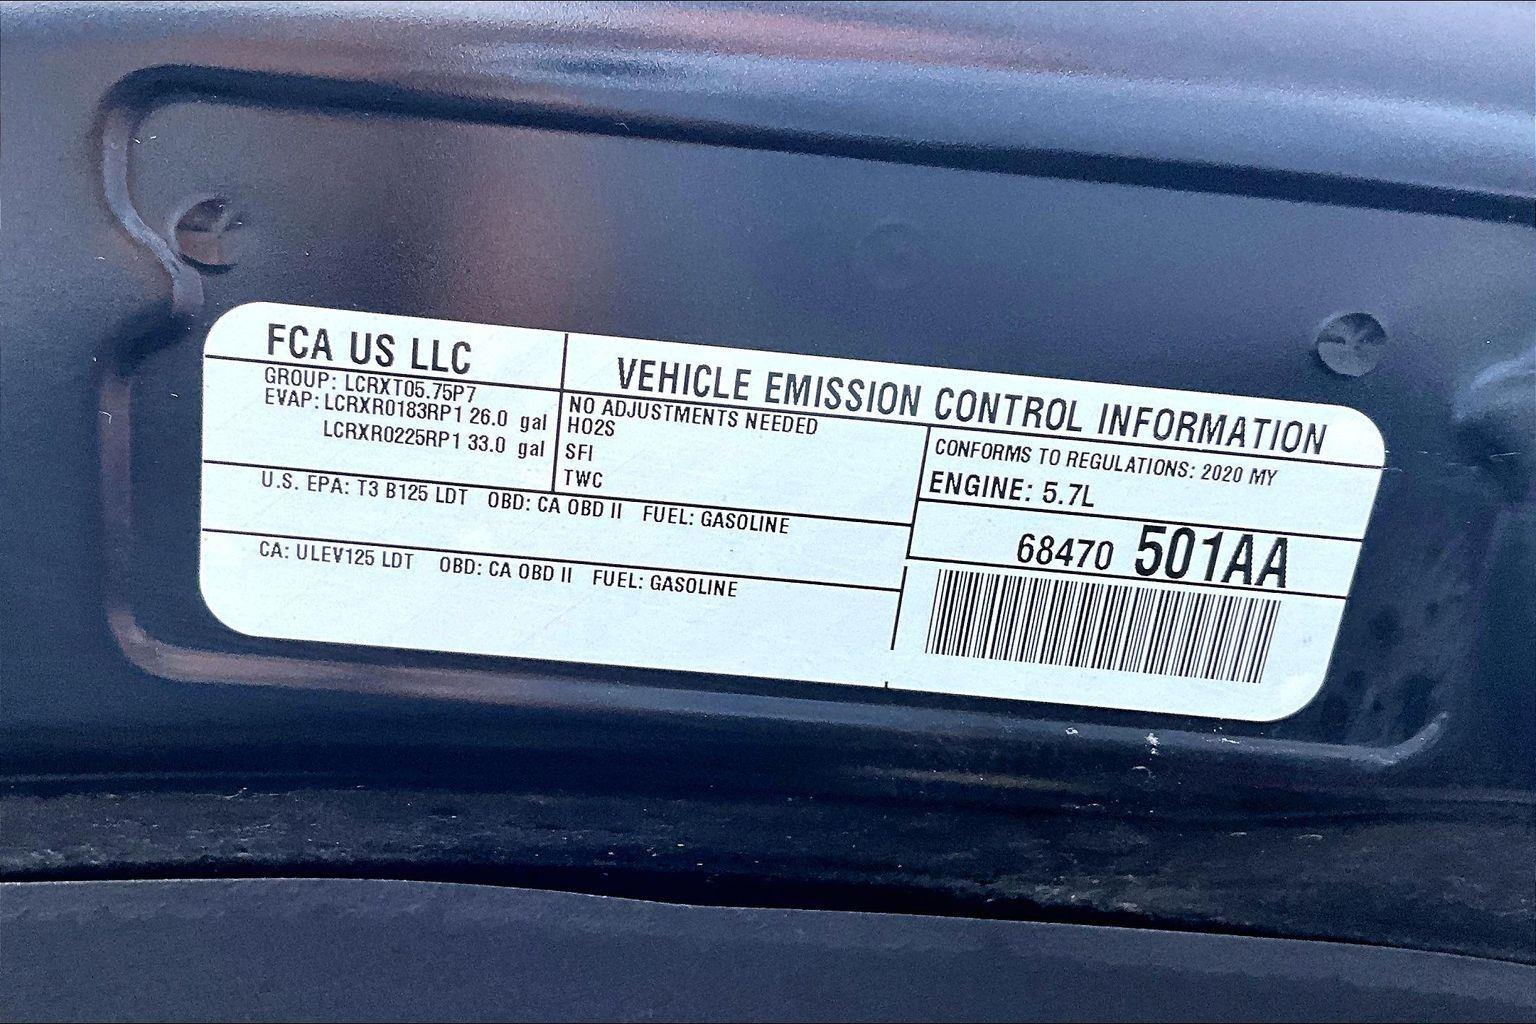 FCA US LLC
GROUP: LCRXT05.75P7
EVAP: LCRXR0183RP1 26.0 gal
LCRXR0225RP1 33.0 gal
VEHICLE EMISSION CONTROL INFORMATION
NO ADJUSTMENTS NEEDED
HO2S
SFI
TWC
CONFORMS TO REGULATIONS: 2020 MY
ENGINE: 5.7L
U.S. EPA: T3 B125 LDT OBD: CA OBD II FUEL: GASOLINE
CA: ULEV125 LDT OBD: CA OBD II FUEL: GASOLINE
68470 501AA